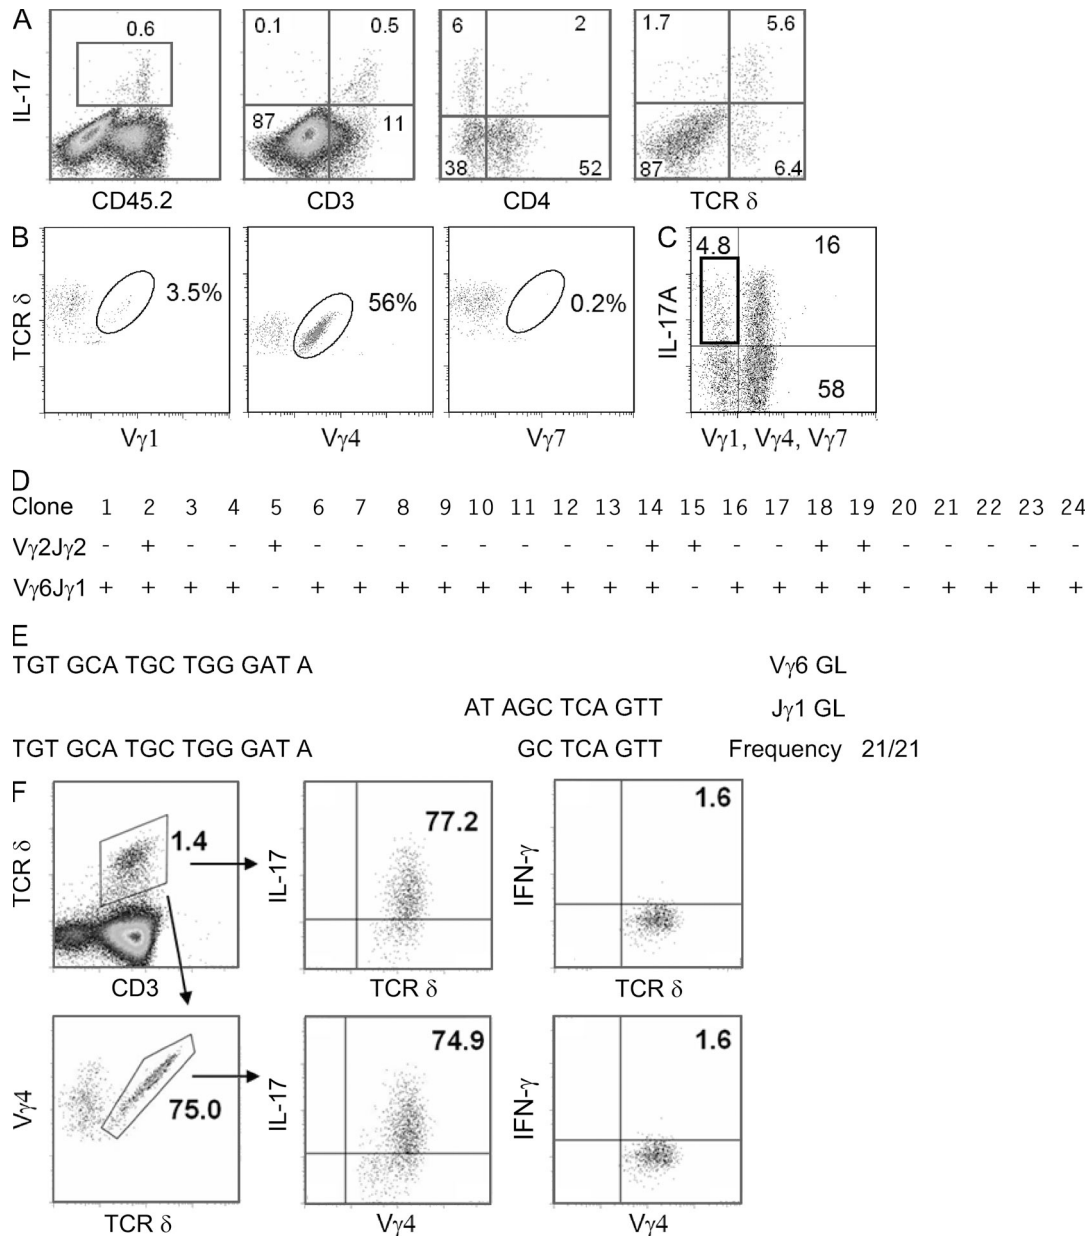 A
IL-17
0.6
CD45.2
0.1
0.5
87
11
CD3
6
2
38
52
CD4
1.7
5.6
87
6.4
TCR δ
B
TCR δ
3.5%
Vγ1
56%
Vγ4
0.2%
Vγ7
C
IL-17A
4.8
16
58
Vγ1, Vγ4, Vγ7
D
Clone 1 2 3 4 5 6 7 8 9 10 11 12 13 14 15 16 17 18 19 20 21 22 23 24
Vγ2Jγ2 - + - - + - - - - - - - - + + - - + + - - - - -
Vγ6Jγ1 + + + + - + + + + + + + + + - + + + + - + + + +
E
TGT GCA TGC TGG GAT A Vγ6 GL
AT AGC TCA GTT Jγ1 GL
TGT GCA TGC TGG GAT A GC TCA GTT Frequency 21/21
F
TCR δ
1.4
CD3
IL-17
77.2
TCR δ
IFN-γ
1.6
TCR δ
Vγ4
75.0
TCR δ
IL-17
74.9
Vγ4
IFN-γ
1.6
Vγ4